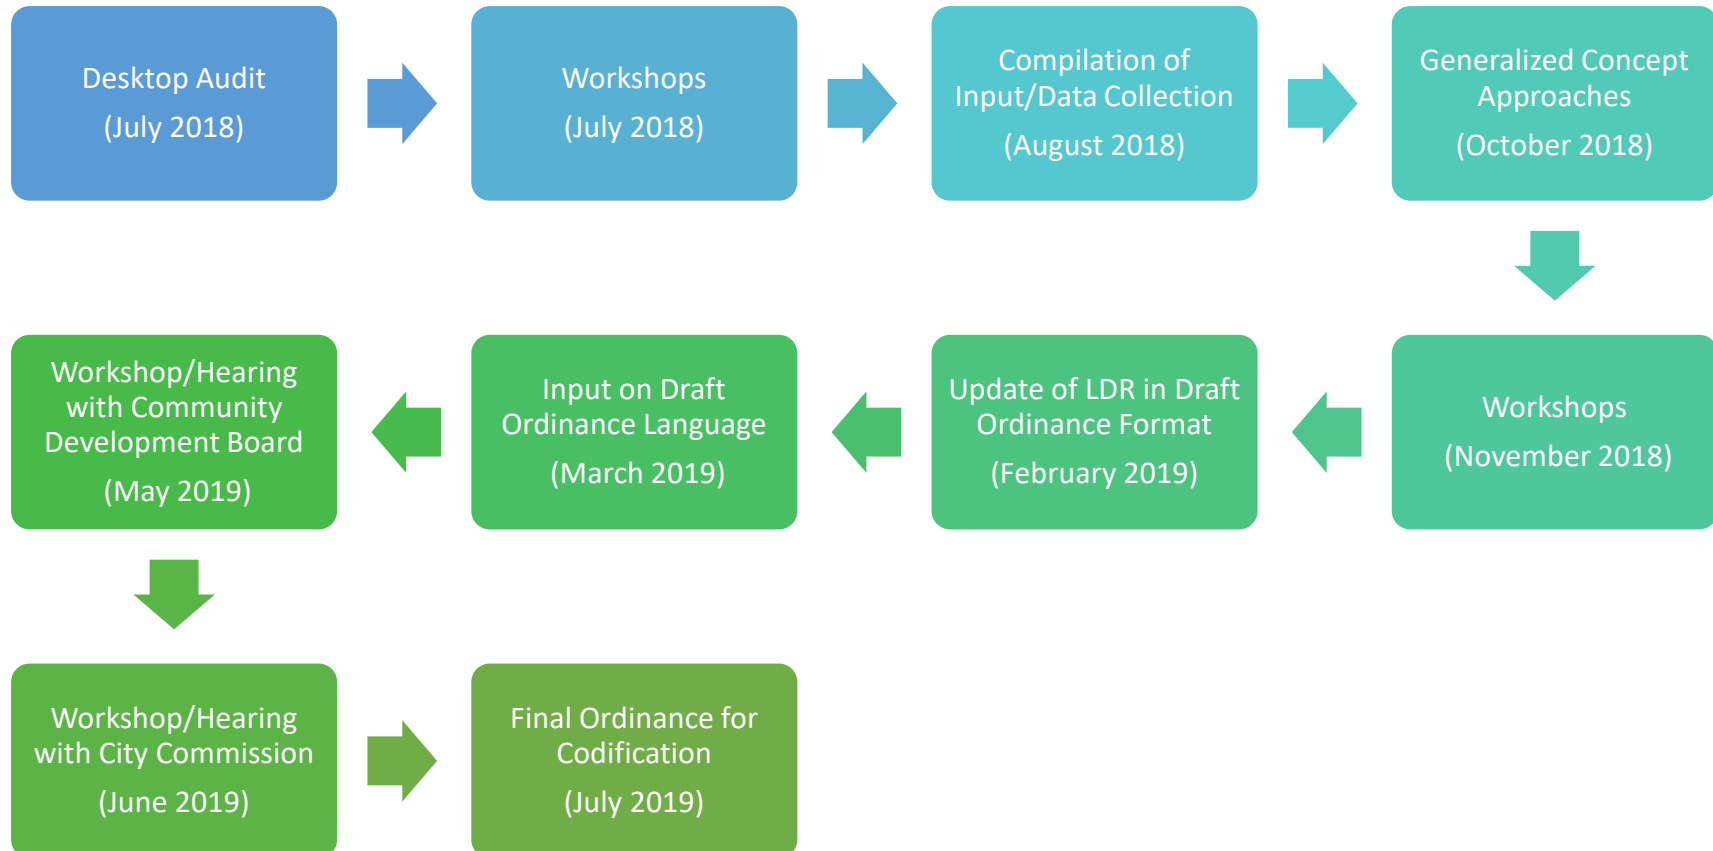 Desktop Audit
(July 2018)
Workshops
(July 2018)
Compilation of
Input/Data Collection
(August 2018)
Generalized Concept
Approaches
(October 2018)
Workshops
(November 2018)
Update of LDR in Draft
Ordinance Format
(February 2019)
Input on Draft
Ordinance Language
(March 2019)
Workshop/Hearing
with Community
Development Board
(May 2019)
Workshop/Hearing
with City Commission
(June 2019)
Final Ordinance for
Codification
(July 2019)